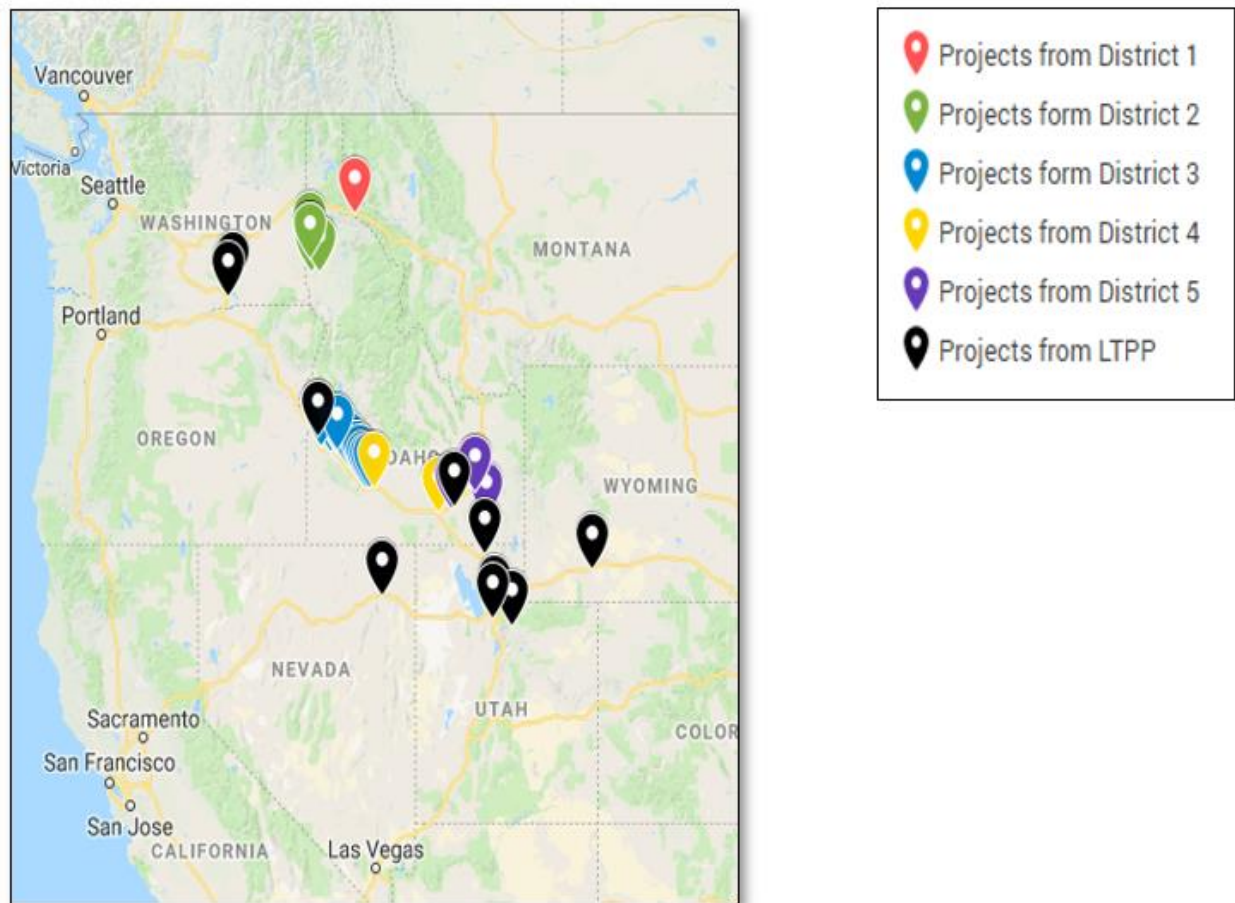 Vancouver
Victoria
Seattle
WASHINGTON
MONTANA
Portland
OREGON
DAHO
WYOMING
NEVADA
UTAH
Sacramento
COLOR
San Francisco
San Jose
CALIFORNIA
Las Vegas
Projects from District 1
Projects form District 2
Projects form District 3
Projects from District 4
Projects from District 5
Projects from LTPP